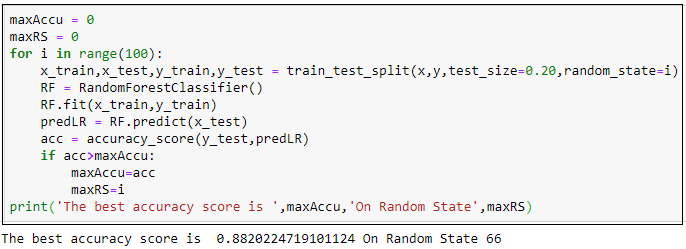 maxAccu = 0
maxRS = 0
for i in range(100):
    x_train,x_test,y_train,y_test = train_test_split(x,y,test_size=0.20,random_state=i)
    RF = RandomForestClassifier()
    RF.fit(x_train,y_train)
    predLR = RF.predict(x_test)
    acc = accuracy_score(y_test,predLR)
    if acc>maxAccu:
        maxAccu=acc
        maxRS=i
print('The best accuracy score is ',maxAccu,'On Random State',maxRS)
The best accuracy score is  0.8820224719101124 On Random State 66